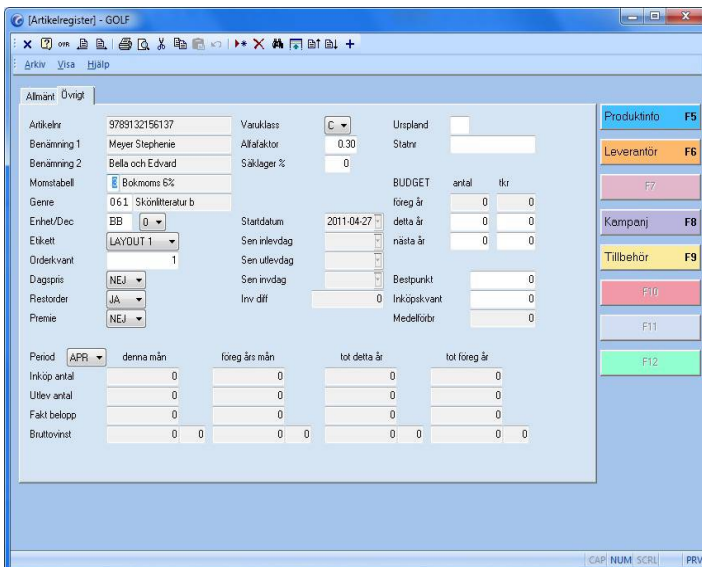 [Artikelregister] - GOLF
OVR
Arkiv Visa Hjälp
Allmänt Övrigt
Artikelnr 9789132156137 Varuklass C Urspland
Benämning 1 Meyer Stephenie Alfafaktor 0.30 Statnr
Benämning 2 Bella och Edvard Säklager % 0
Momstabell Bokmoms 6% BUDGET antal tkr
Genre 061 Skönlitteratur b föreg år 0 0
Enhet/Dec BB 0 Startdatum 2011-04-27 detta år 0 0
Etikett LAYOUT 1 Sen inlevdag nästa år 0 0
Orderkvant 1 Sen utlevdag
Dagspris NEJ Sen invdag Bestpunkt 0
Restorder JA Inv diff 0 Inköpskvant 0
Premie NEJ Medelförbr 0
Period APR denna mån föreg års mån tot detta år tot föreg år
Inköp antal 0 0 0 0
Utlev antal 0 0 0 0
Fakt belopp 0 0 0 0
Bruttovinst 0 0 0 0 0 0 0 0
Produktinfo F5
Leverantör F6
F7
Kampanj F8
Tillbehör F9
F10
F11
F12
CAP NUM SCRL PRV